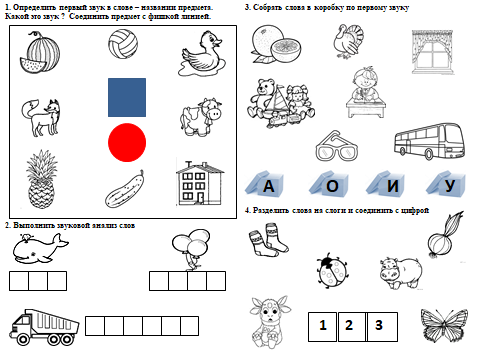 1. Определить первый звук в слове – названии предмета.
Какой это звук ? Соединить предмет с фишкой линией.
2. Выполнить звуковой анализ слов
3. Собрать слова в коробку по первому звуку
А О И У
4. Разделить слова на слоги и соединить с цифрой
1 2 3